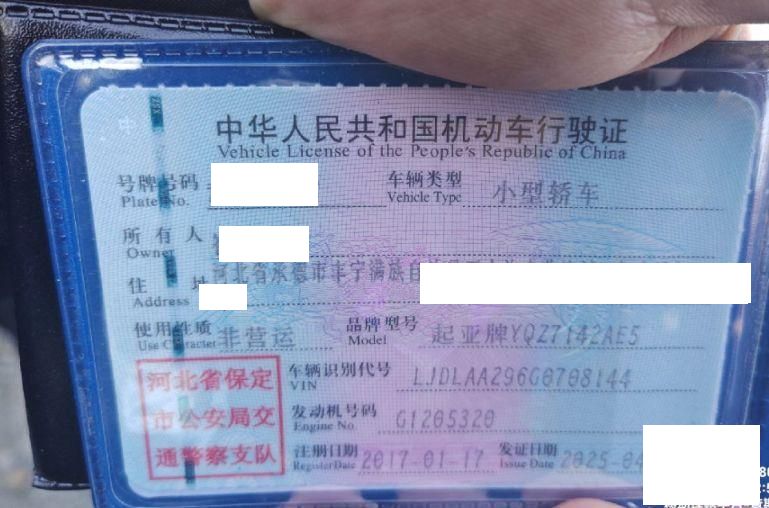 中华人民共和国机动车行驶证
Vehicle License of the People's Republic of China
号牌号码
Plate No.
车辆类型 小型轿车
Vehicle Type
所有人
Owner
住址 河北省承德市丰宁满族自
Address
使用性质 非营运
Use Character
品牌型号 起亚牌YQZ7142AE5
Model
河北省保定
市公安局交
通警察支队
车辆识别代号 LJDLAA296G0708144
VIN
发动机号码 G1205320
Engine No.
注册日期 2017-01-17
Register Date
发证日期 2025-04
Issue Date